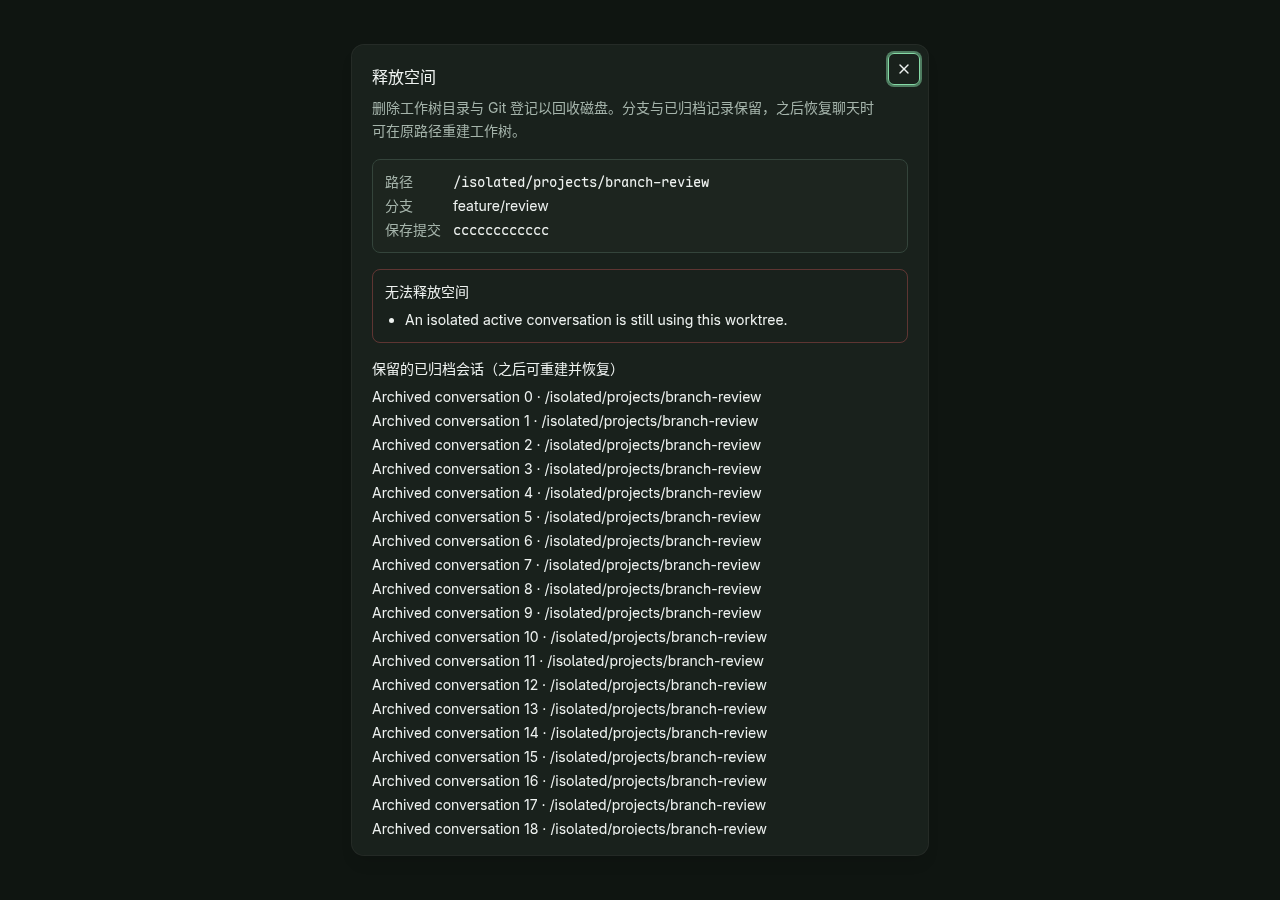 释放空间
删除工作树目录与 Git 登记以回收磁盘。分支与已归档记录保留，之后恢复聊天时
可在原路径重建工作树。
路径 /isolated/projects/branch-review
分支 feature/review
保存提交 cccccccccccc
无法释放空间
• An isolated active conversation is still using this worktree.
保留的已归档会话（之后可重建并恢复）
Archived conversation 0 · /isolated/projects/branch-review
Archived conversation 1 · /isolated/projects/branch-review
Archived conversation 2 · /isolated/projects/branch-review
Archived conversation 3 · /isolated/projects/branch-review
Archived conversation 4 · /isolated/projects/branch-review
Archived conversation 5 · /isolated/projects/branch-review
Archived conversation 6 · /isolated/projects/branch-review
Archived conversation 7 · /isolated/projects/branch-review
Archived conversation 8 · /isolated/projects/branch-review
Archived conversation 9 · /isolated/projects/branch-review
Archived conversation 10 · /isolated/projects/branch-review
Archived conversation 11 · /isolated/projects/branch-review
Archived conversation 12 · /isolated/projects/branch-review
Archived conversation 13 · /isolated/projects/branch-review
Archived conversation 14 · /isolated/projects/branch-review
Archived conversation 15 · /isolated/projects/branch-review
Archived conversation 16 · /isolated/projects/branch-review
Archived conversation 17 · /isolated/projects/branch-review
Archived conversation 18 · /isolated/projects/branch-review